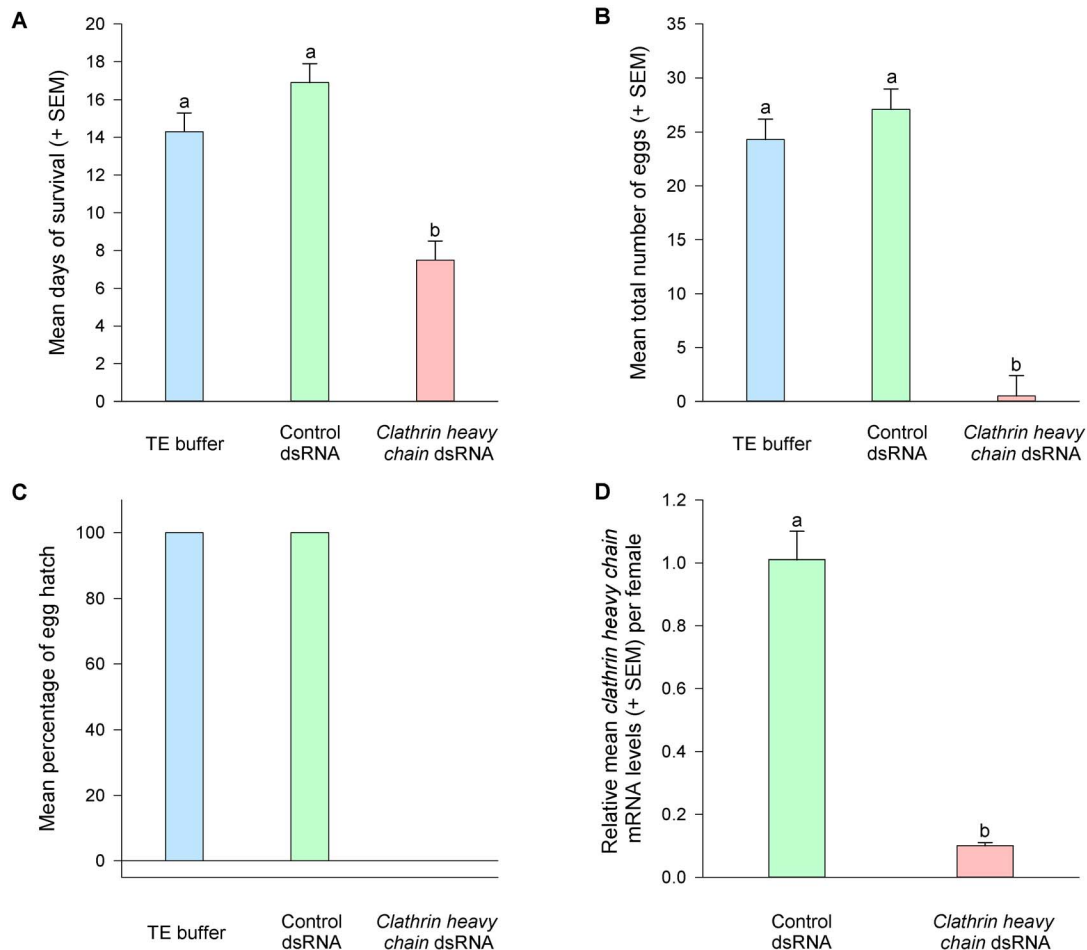 A
Mean days of survival (+ SEM)
20
18
16
14
12
10
8
6
4
2
0
a
a
b
TE buffer
Control
dsRNA
Clathrin heavy
chain dsRNA
B
Mean total number of eggs (+ SEM)
35
30
25
20
15
10
5
0
a
a
b
TE buffer
Control
dsRNA
Clathrin heavy
chain dsRNA
C
Mean percentage of egg hatch
100
80
60
40
20
0
TE buffer
Control
dsRNA
Clathrin heavy
chain dsRNA
D
Relative mean clathrin heavy chain
mRNA levels (+ SEM) per female
1.2
1.0
0.8
0.6
0.4
0.2
0.0
a
b
Control
dsRNA
Clathrin heavy
chain dsRNA